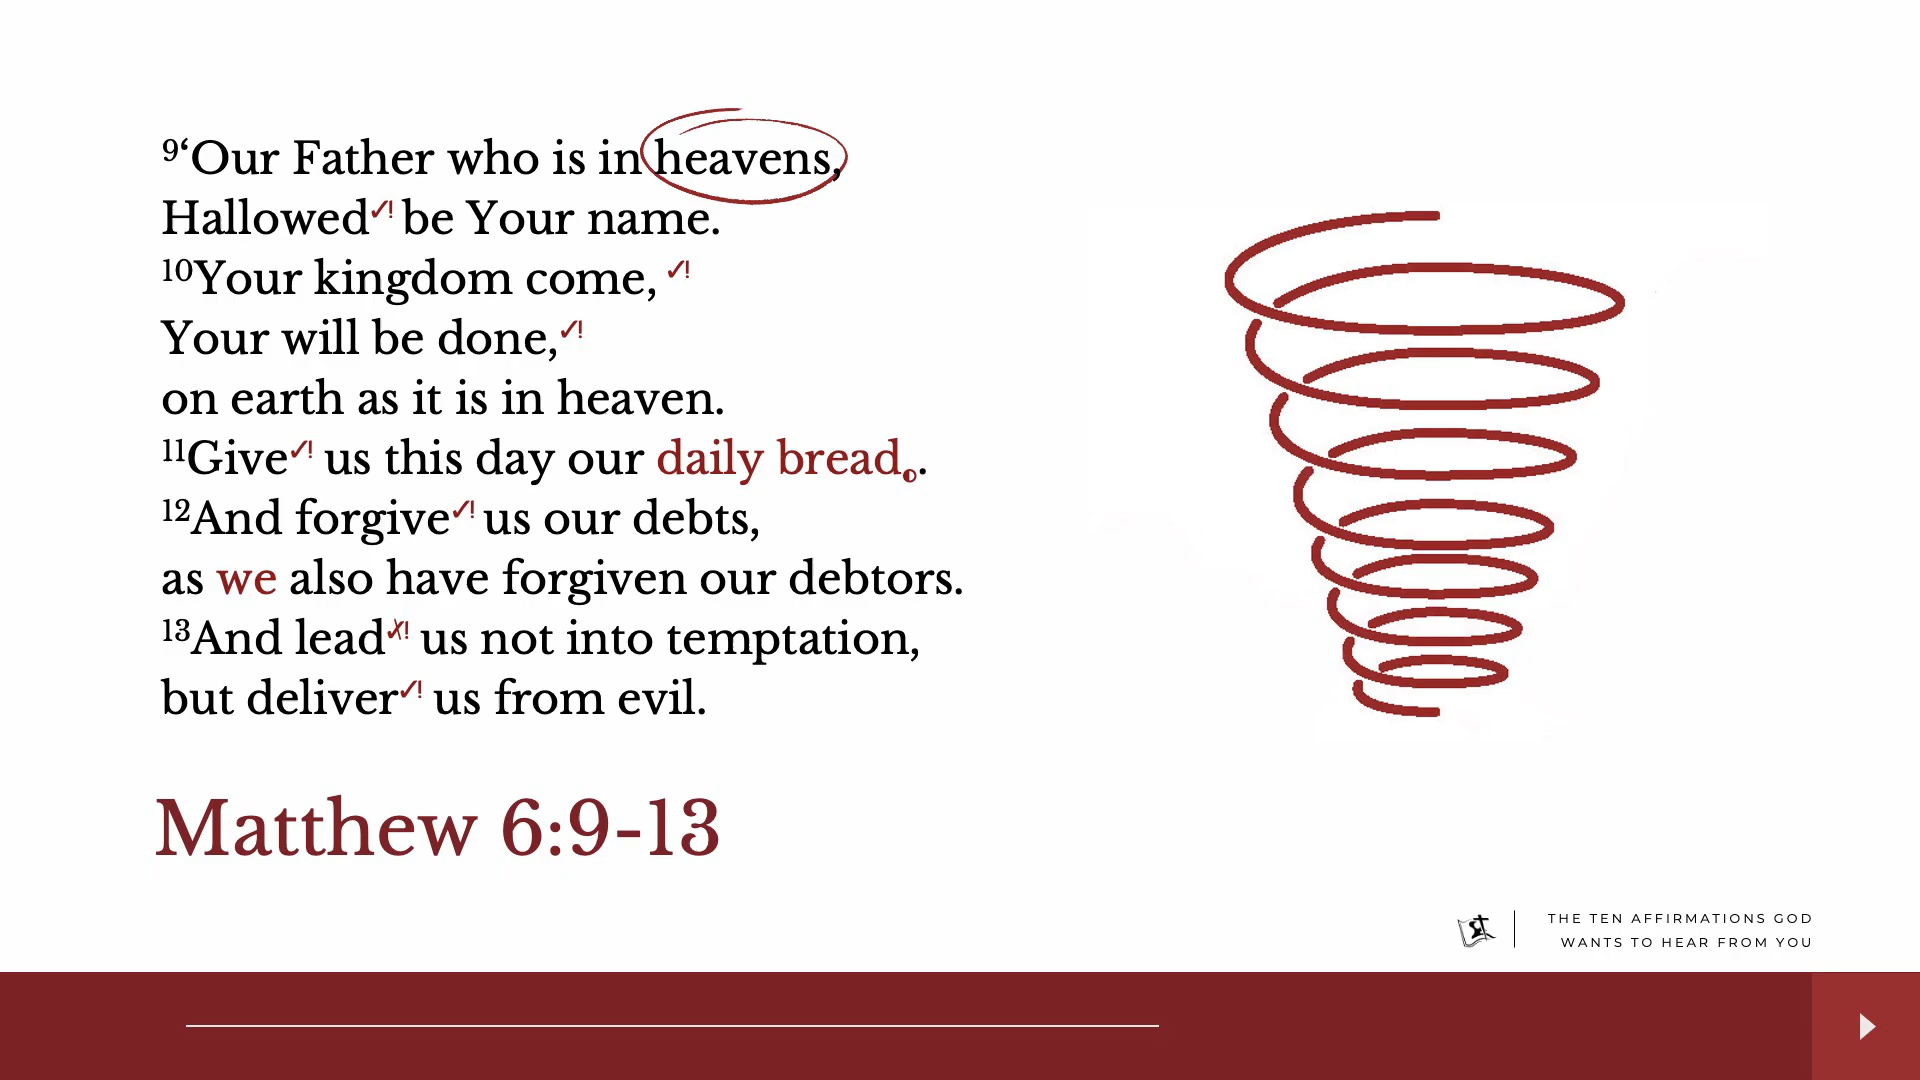 ⁹‘Our Father who is in heavens,
Hallowed✓! be Your name.
¹⁰Your kingdom come, ✓!
Your will be done,✓!
on earth as it is in heaven.
¹¹Give✓! us this day our daily bread◐.
¹²And forgive✓! us our debts,
as we also have forgiven our debtors.
¹³And lead✗! us not into temptation,
but deliver✓! us from evil.
Matthew 6:9-13
THE TEN AFFIRMATIONS GOD
WANTS TO HEAR FROM YOU